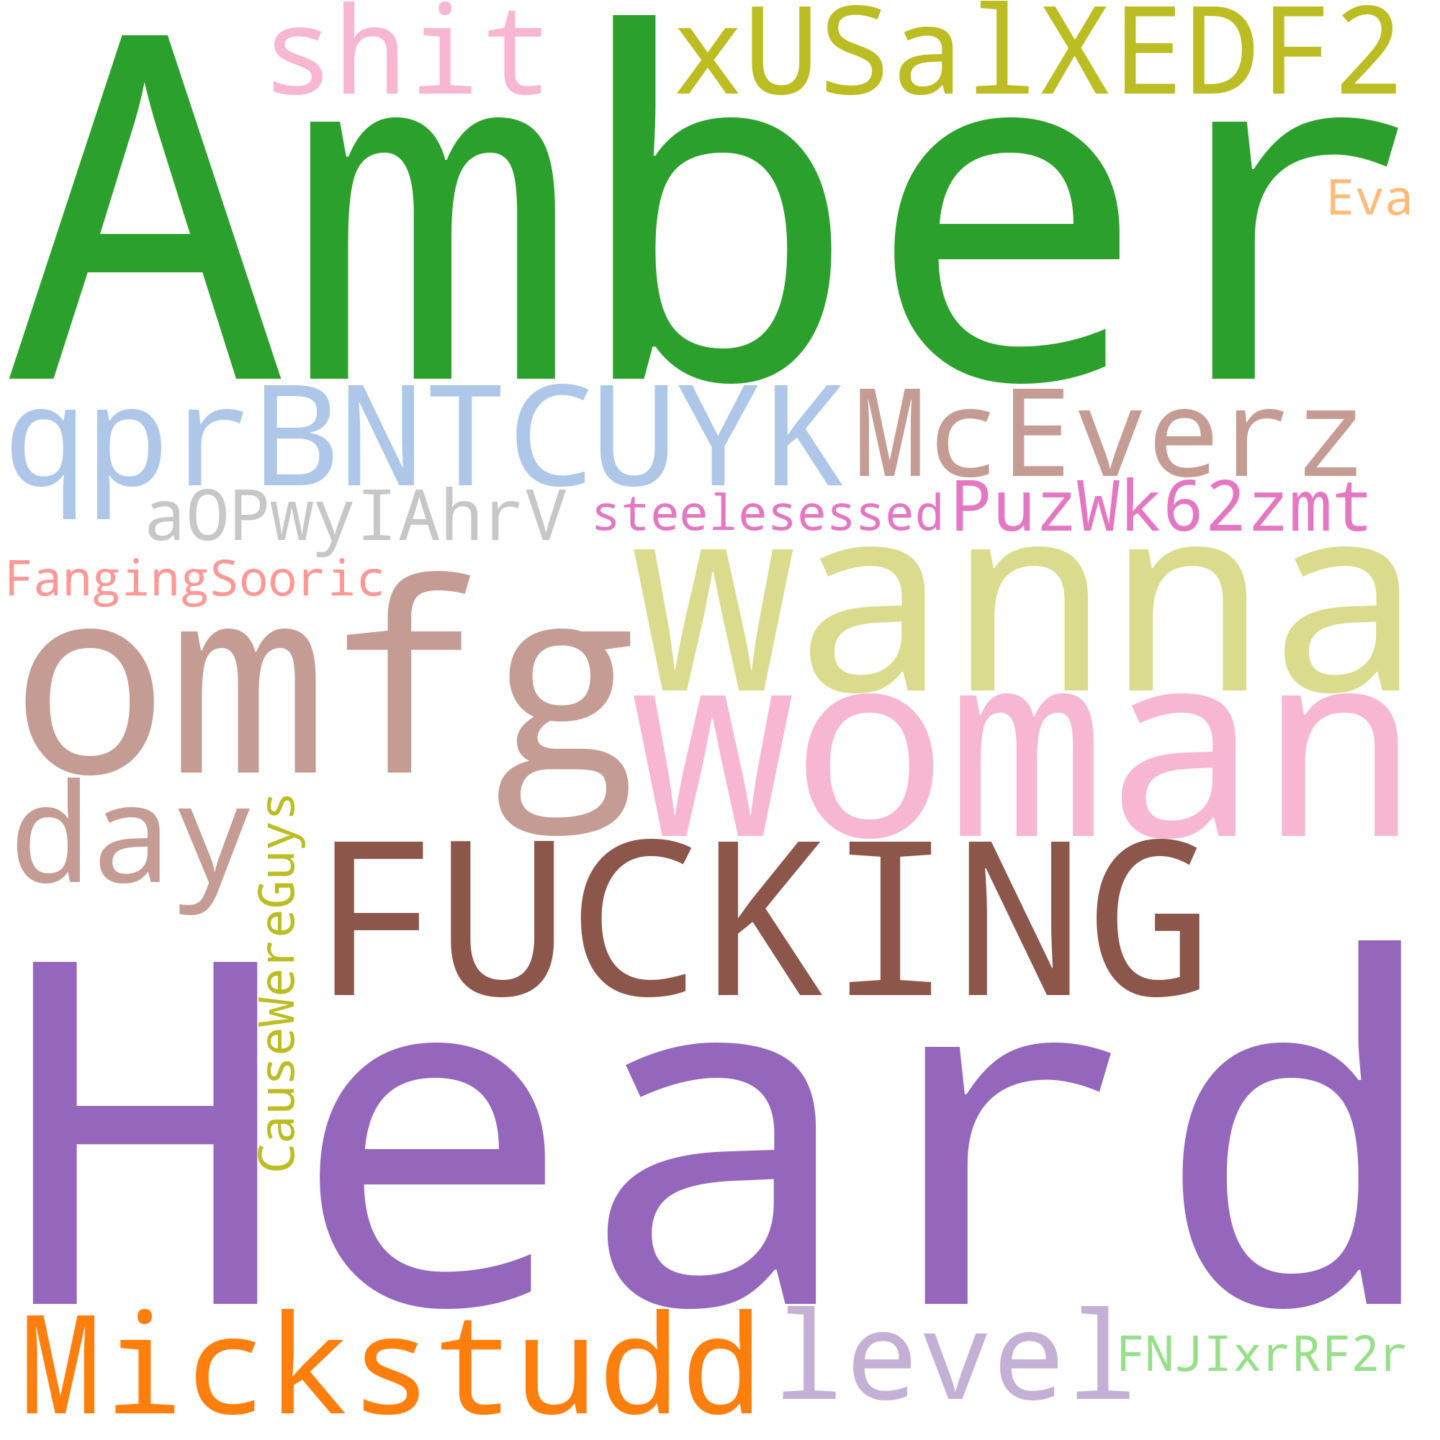 shit xUSalXEDF2
Amber
Eva
qprBNTCUYK McEverz
aOPwyIAhrV steelesessed PuzWk62zmt
FangingSooric
omfg wanna
woman
day
CauseWereGuys
FUCKING
Heard
Mickstudd level FNJIxrRF2r